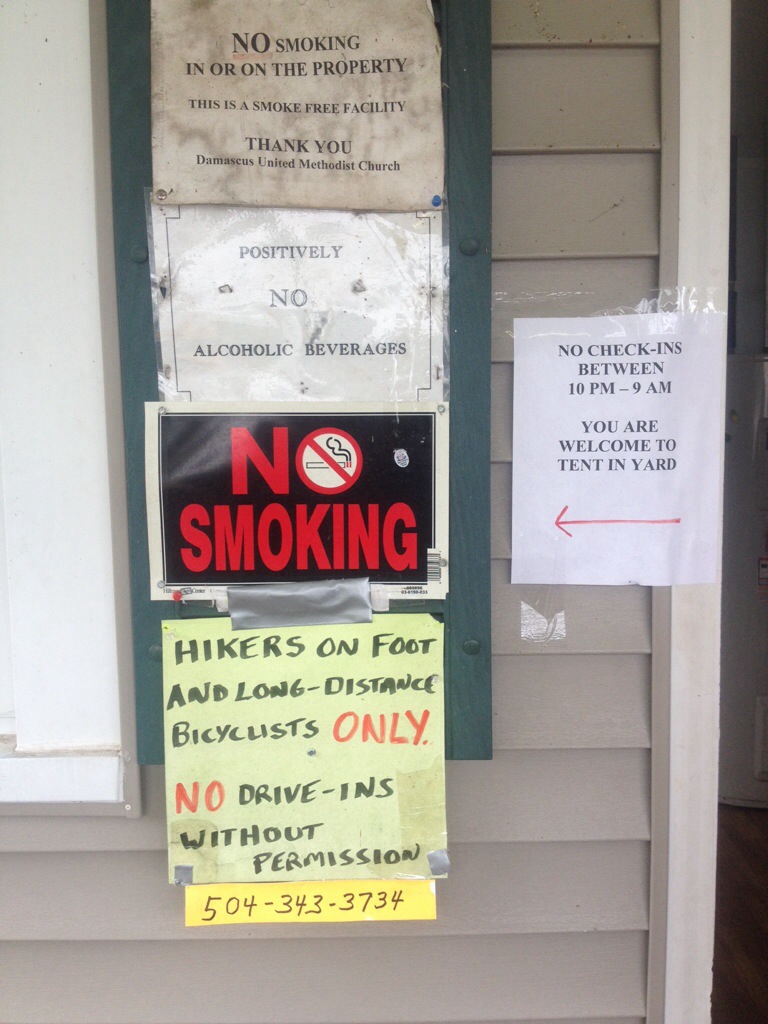 NO SMOKING
IN OR ON THE PROPERTY
THIS IS A SMOKE FREE FACILITY
THANK YOU
Damascus United Methodist Church
POSITIVELY
NO
ALCOHOLIC BEVERAGES
NO
SMOKING
HIKERS ON FOOT
AND LONG-DISTANCE
BICYCLISTS ONLY.
NO DRIVE-INS
WITHOUT
PERMISSION
504-343-3734
NO CHECK-INS
BETWEEN
10 PM – 9 AM
YOU ARE
WELCOME TO
TENT IN YARD